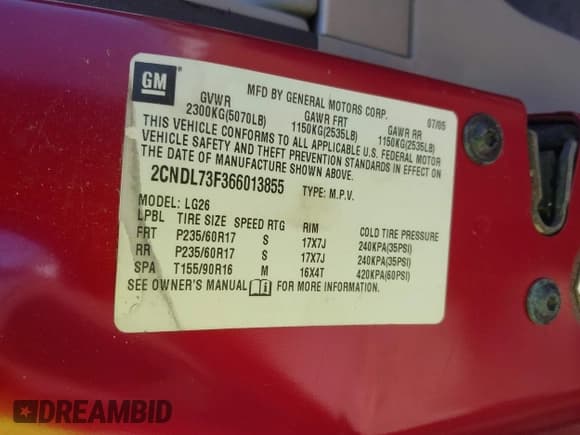 GM
MFD BY GENERAL MOTORS CORP. 07/05
GVWR GAWR FRT GAWR RR
2300KG(5070LB) 1150KG(2535LB) 1150KG(2535LB)
THIS VEHICLE CONFORMS TO ALL APPLICABLE U.S. FEDERAL MOTOR
VEHICLE SAFETY AND THEFT PREVENTION STANDARDS IN EFFECT ON
THE DATE OF MANUFACTURE SHOWN ABOVE.
2CNDL73F366013855 TYPE: M.P.V.
MODEL: LG26
LPBL TIRE SIZE SPEED RTG RIM COLD TIRE PRESSURE
FRT P235/60R17 S 17X7J 240KPA(35PSI)
RR P235/60R17 S 17X7J 240KPA(35PSI)
SPA T155/90R16 M 16X4T 420KPA(60PSI)
SEE OWNER'S MANUAL FOR MORE INFORMATION.
DREAMBID